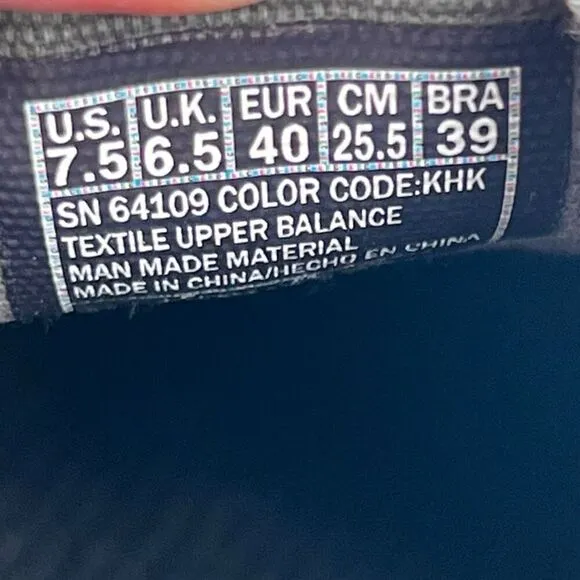 U.S. U.K. EUR CM BRA
7.5 6.5 40 25.5 39
SN 64109 COLOR CODE:KHK
TEXTILE UPPER BALANCE
MAN MADE MATERIAL
MADE IN CHINA/HECHO EN CHINA